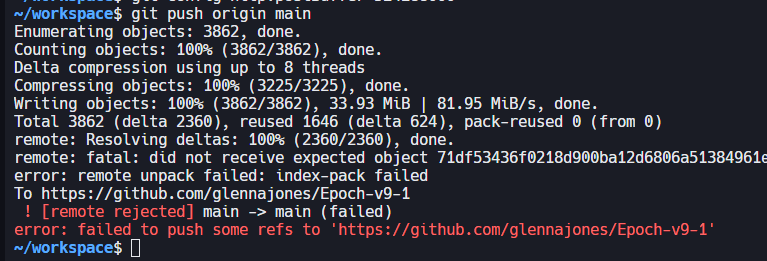 ~/workspace$ git push origin main
Enumerating objects: 3862, done.
Counting objects: 100% (3862/3862), done.
Delta compression using up to 8 threads
Compressing objects: 100% (3225/3225), done.
Writing objects: 100% (3862/3862), 33.93 MiB | 81.95 MiB/s, done.
Total 3862 (delta 2360), reused 1646 (delta 624), pack-reused 0 (from 0)
remote: Resolving deltas: 100% (2360/2360), done.
remote: fatal: did not receive expected object 71df53436f0218d900ba12d6806a51384961e
error: remote unpack failed: index-pack failed
To https://github.com/glennajones/Epoch-v9-1
! [remote rejected] main -> main (failed)
error: failed to push some refs to 'https://github.com/glennajones/Epoch-v9-1'
~/workspace$